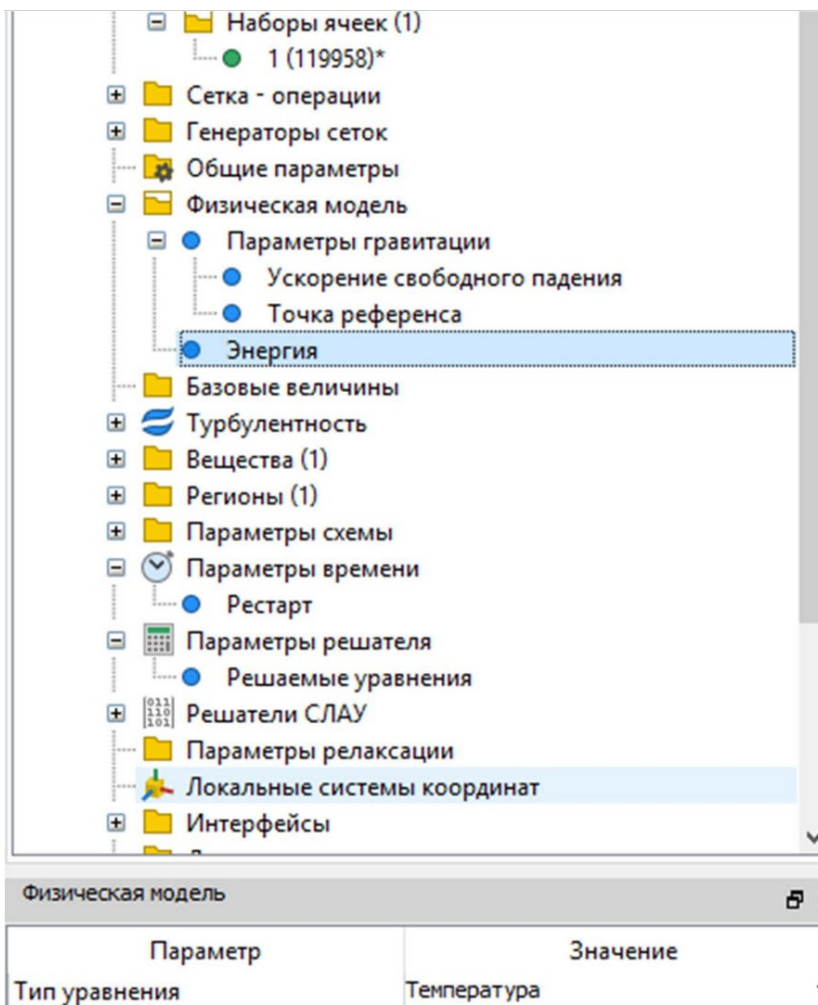 Наборы ячеек (1)
1 (119958)*
Сетка - операции
Генераторы сеток
Общие параметры
Физическая модель
Параметры гравитации
Ускорение свободного падения
Точка референса
Энергия
Базовые величины
Турбулентность
Вещества (1)
Регионы (1)
Параметры схемы
Параметры времени
Рестарт
Параметры решателя
Решаемые уравнения
Решатели СЛАУ
Параметры релаксации
Локальные системы координат
Интерфейсы
Физическая модель
Параметр Значение
Тип уравнения Температура